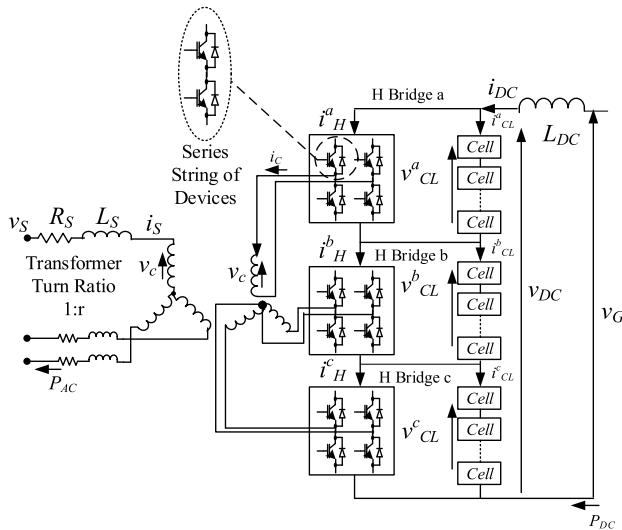 Series
String of
Devices
H Bridge a
i_DC
L_DC
i^a_H
i^a_CL
Cell
Cell
Cell
v^a_CL
i_C
v_S
R_S
L_S
i_S
v_c
Transformer
Turn Ratio
1:r
P_AC
v_c
i^b_H
H Bridge b
i^b_CL
Cell
Cell
Cell
v^b_CL
v_DC
v_G
i^c_H
H Bridge c
i^c_CL
Cell
Cell
Cell
v^c_CL
P_DC